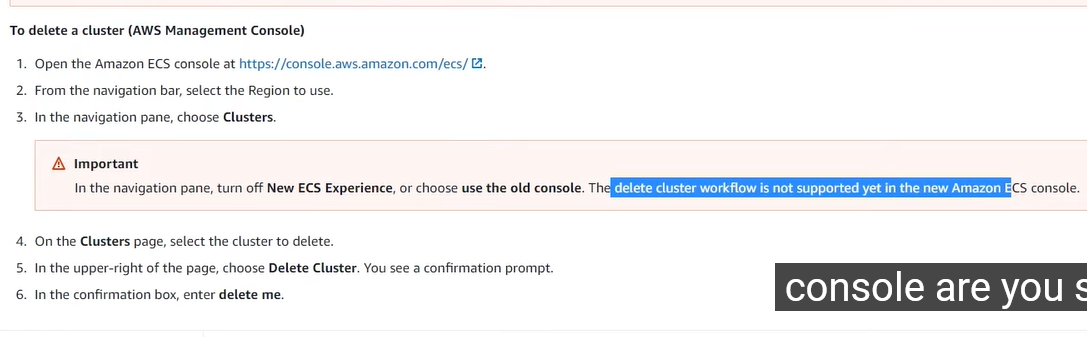 To delete a cluster (AWS Management Console)
1. Open the Amazon ECS console at https://console.aws.amazon.com/ecs/.
2. From the navigation bar, select the Region to use.
3. In the navigation pane, choose Clusters.
Important
In the navigation pane, turn off New ECS Experience, or choose use the old console. The delete cluster workflow is not supported yet in the new Amazon ECS console.
4. On the Clusters page, select the cluster to delete.
5. In the upper-right of the page, choose Delete Cluster. You see a confirmation prompt.
6. In the confirmation box, enter delete me.
console are you s